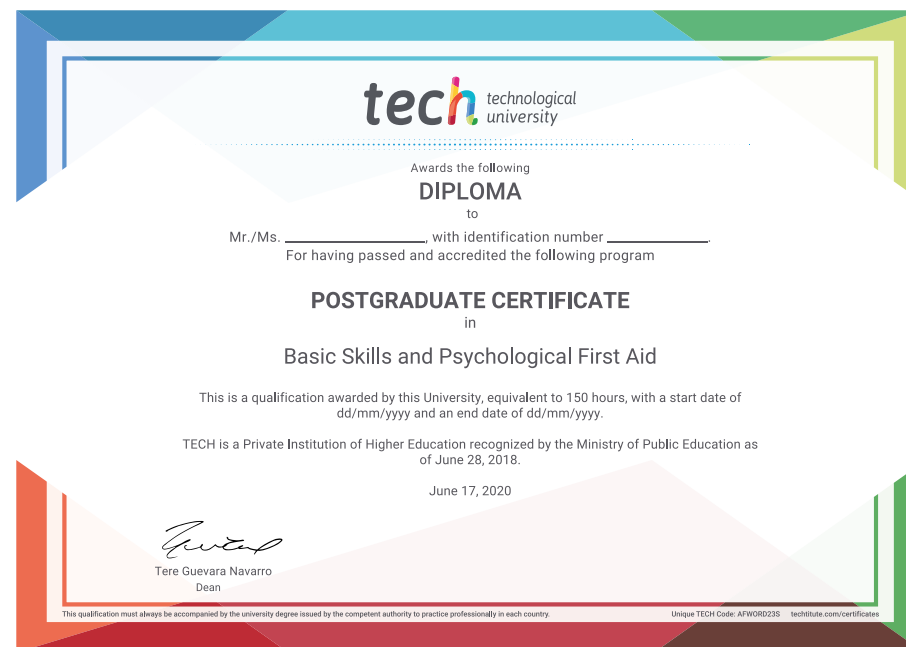 tech technological
university
Awards the following
DIPLOMA
to
Mr./Ms. ____________________, with identification number ______________.
For having passed and accredited the following program
POSTGRADUATE CERTIFICATE
in
Basic Skills and Psychological First Aid
This is a qualification awarded by this University, equivalent to 150 hours, with a start date of
dd/mm/yyyy and an end date of dd/mm/yyyy.
TECH is a Private Institution of Higher Education recognized by the Ministry of Public Education as
of June 28, 2018.
June 17, 2020
Tere Guevara Navarro
Dean
This qualification must always be accompanied by the university degree issued by the competent authority to practice professionally in each country. Unique TECH Code: AFWORD23S techtitute.com/certificates